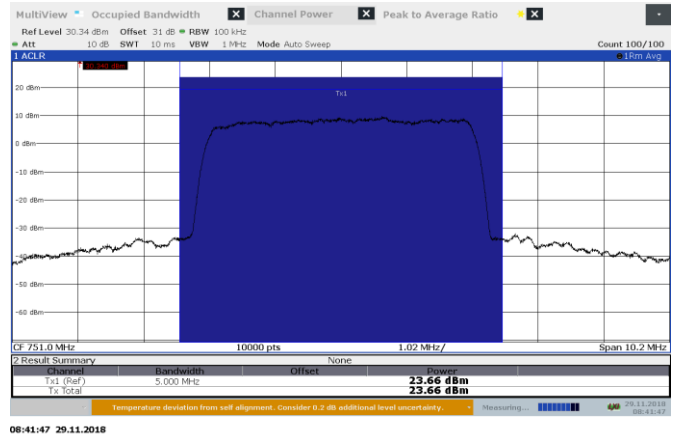 MultiView Occupied Bandwidth X Channel Power X Peak to Average Ratio X
Ref Level 30.34 dBm Offset 31 dB RBW 100 kHz
Att 10 dB SWT 10 ms VBW 1 MHz Mode Auto Sweep Count 100/100
1 ACLR 1Rm Avg
20 dBm
Tx1
10 dBm
0 dBm
-10 dBm
-20 dBm
-30 dBm
-40 dBm
-50 dBm
-60 dBm
CF 751.0 MHz 10000 pts 1.02 MHz/ Span 10.2 MHz
2 Result Summary None
Channel Bandwidth Offset Power
Tx1 (Ref) 5.000 MHz 23.66 dBm
Tx Total 23.66 dBm
Temperature deviation from self alignment. Consider 0.2 dB additional level uncertainty. Measuring... 29.11.2018
08:41:47
08:41:47 29.11.2018